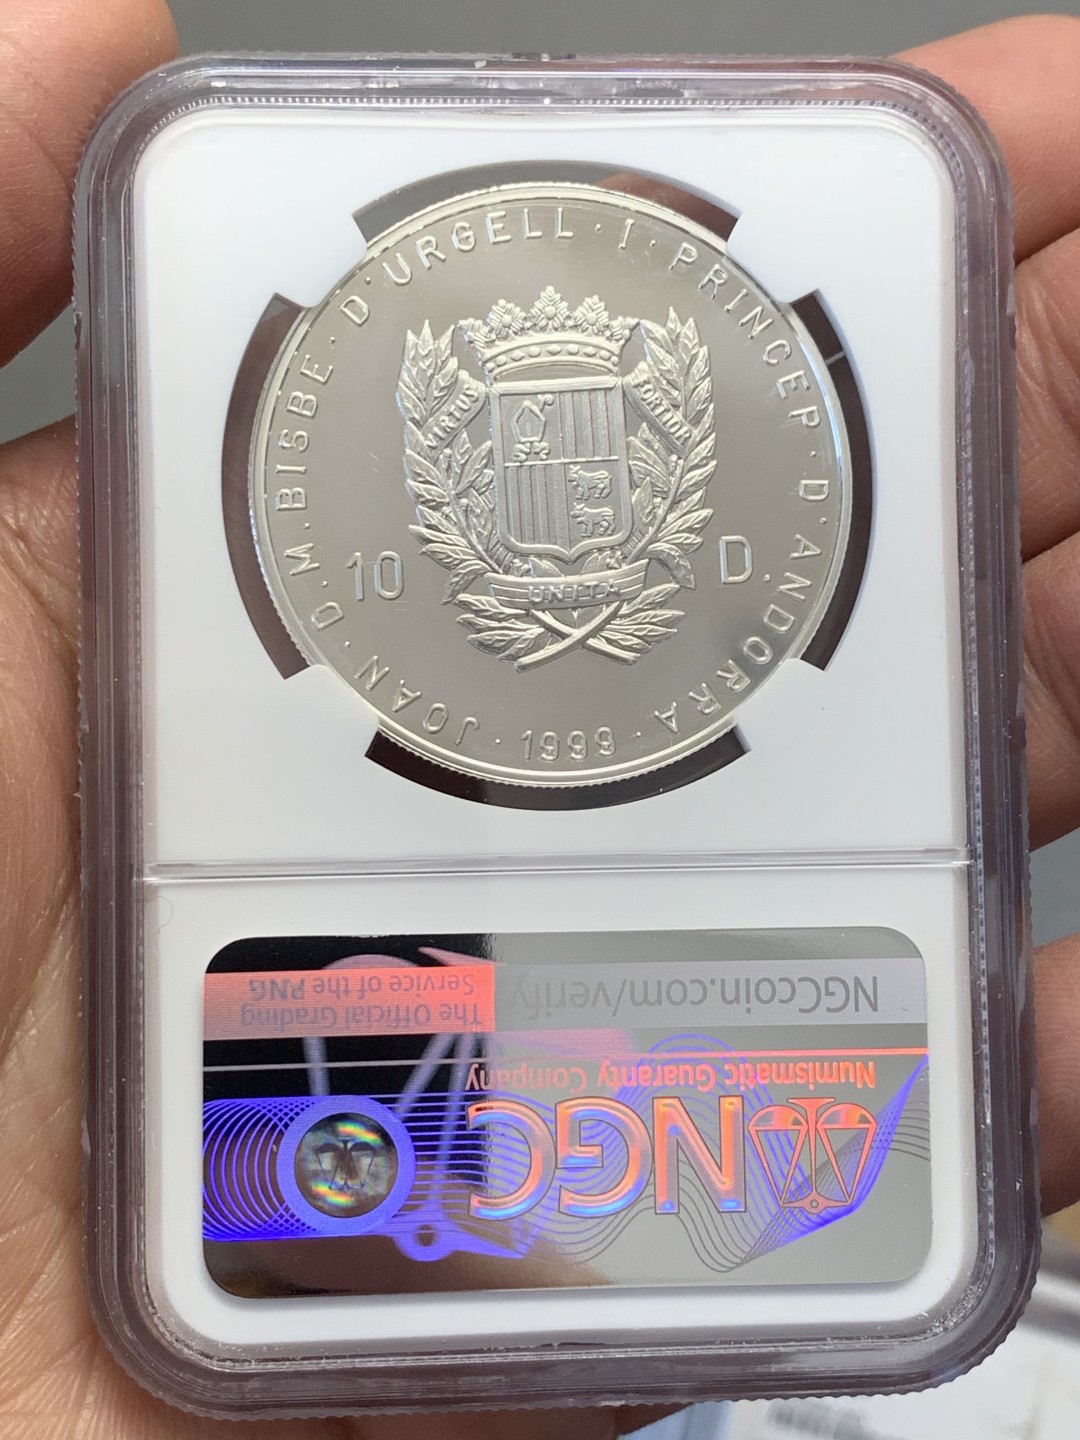 JOAN · D.M. BISBE · D'URGELL · I · PRINCEP · D'ANDORRA
VIRTUS
FORTIOR
10 D.
UNITA
· 1999 ·
NGCcoin.com/verify
The Official Grading
Service of the PNG
Numismatic Guaranty Company
NGC